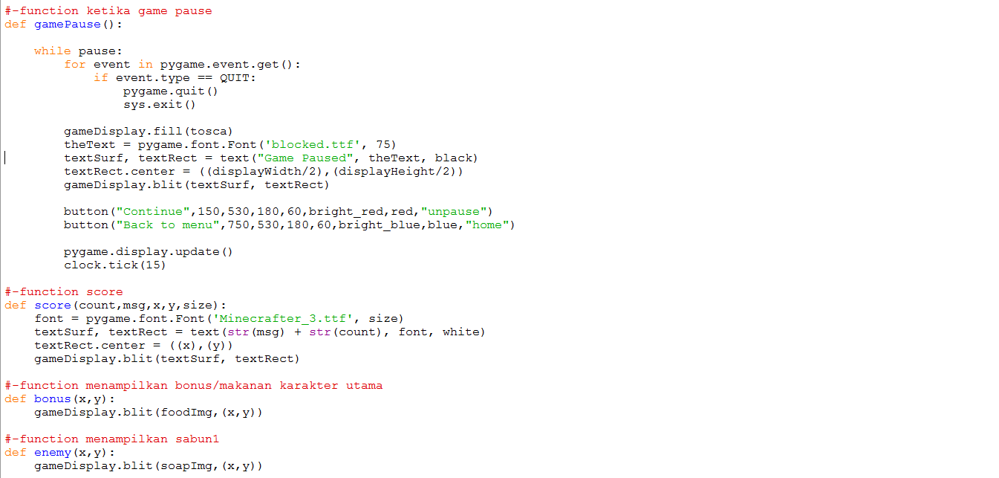 #-function ketika game pause
def gamePause():
    while pause:
        for event in pygame.event.get():
            if event.type == QUIT:
                pygame.quit()
                sys.exit()
        gameDisplay.fill(tosca)
        theText = pygame.font.Font('blocked.ttf', 75)
        textSurf, textRect = text("Game Paused", theText, black)
        textRect.center = ((displayWidth/2),(displayHeight/2))
        gameDisplay.blit(textSurf, textRect)
        button("Continue",150,530,180,60,bright_red,red,"unpause")
        button("Back to menu",750,530,180,60,bright_blue,blue,"home")
        pygame.display.update()
        clock.tick(15)
#-function score
def score(count,msg,x,y,size):
    font = pygame.font.Font('Minecrafter_3.ttf', size)
    textSurf, textRect = text(str(msg) + str(count), font, white)
    textRect.center = ((x),(y))
    gameDisplay.blit(textSurf, textRect)
#-function menampilkan bonus/makanan karakter utama
def bonus(x,y):
    gameDisplay.blit(foodImg,(x,y))
#-function menampilkan sabun1
def enemy(x,y):
    gameDisplay.blit(soapImg,(x,y))